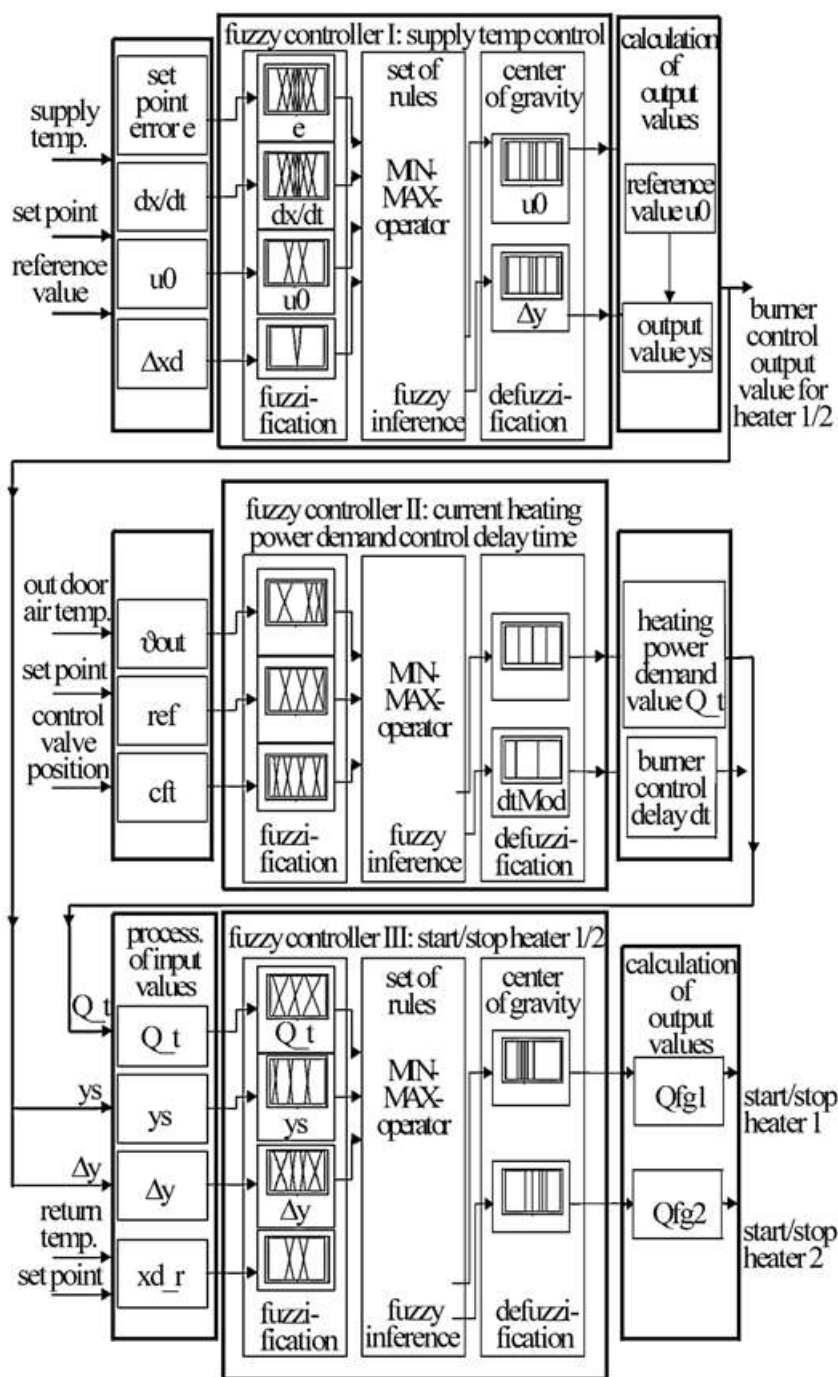 fuzzy controller I: supply temp control
supply
temp.
set point
reference
value
set
point
error e
dx/dt
u0
Δxd
e
dx/dt
u0
fuzzi-
fication
set of
rules
MIN-
MAX-
operator
fuzzy
inference
center
of gravity
u0
Δy
defuzzi-
fication
calculation
of
output
values
reference
value u0
output
value ys
burner
control
output
value for
heater 1/2
fuzzy controller II: current heating
power demand control delay time
out door
air temp.
set point
control
valve
position
ϑout
ref
cft
fuzzi-
fication
MIN-
MAX-
operator
fuzzy
inference
dtMod
defuzzi-
fication
heating
power
demand
value Q_t
burner
control
delay dt
fuzzy controller III: start/stop heater 1/2
Q_t
ys
Δy
return
temp.
set point
process.
of input
values
Q_t
ys
Δy
xd_r
Q_t
ys
Δy
fuzzi-
fication
set of
rules
MIN-
MAX-
operator
fuzzy
inference
center
of gravity
defuzzi-
fication
calculation
of
output
values
Qfg1
Qfg2
start/stop
heater 1
start/stop
heater 2